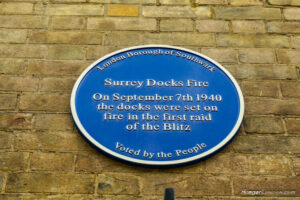 London Borough of Southwark
Surrey Docks Fire
On September 7th 1940
the docks were set on
fire in the first raid
of the Blitz
Voted by the People